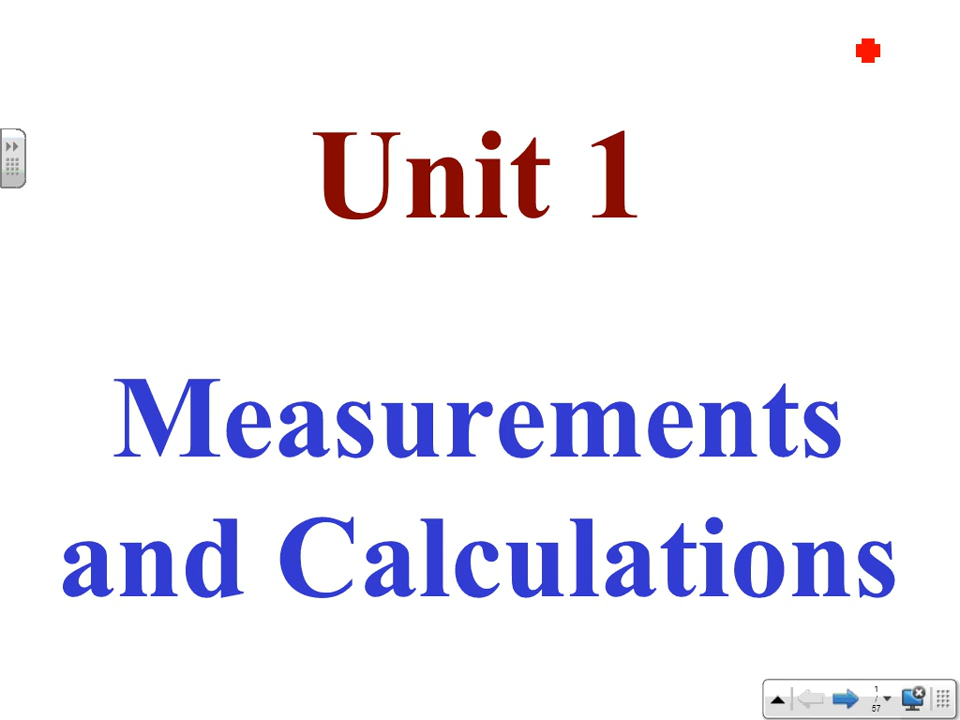 Unit 1
Measurements
and Calculations
1
/
57